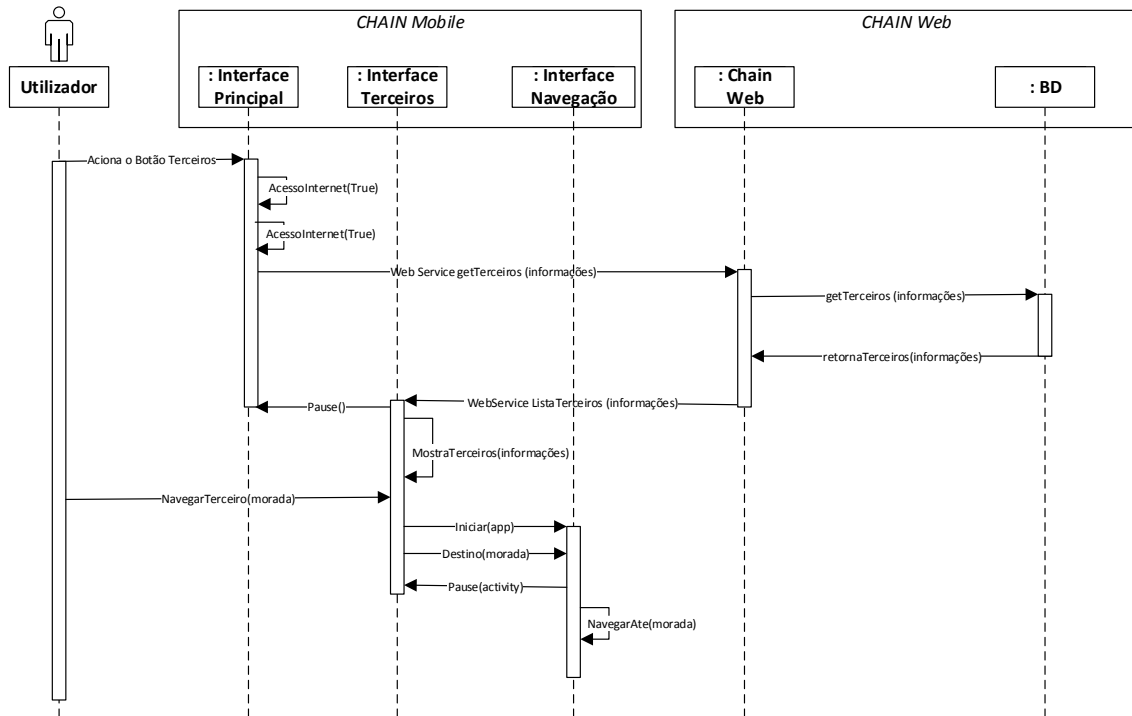 CHAIN Mobile
CHAIN Web
Utilizador
: Interface
Principal
: Interface
Terceiros
: Interface
Navegação
: Chain
Web
: BD
Aciona o Botão Terceiros
AcessoInternet(True)
AcessoInternet(True)
Web Service getTerceiros (informações)
getTerceiros (informações)
retornaTerceiros(informações)
WebService ListaTerceiros (informações)
Pause()
MostraTerceiros(informações)
NavegarTerceiro(morada)
Iniciar(app)
Destino(morada)
Pause(activity)
NavegarAte(morada)